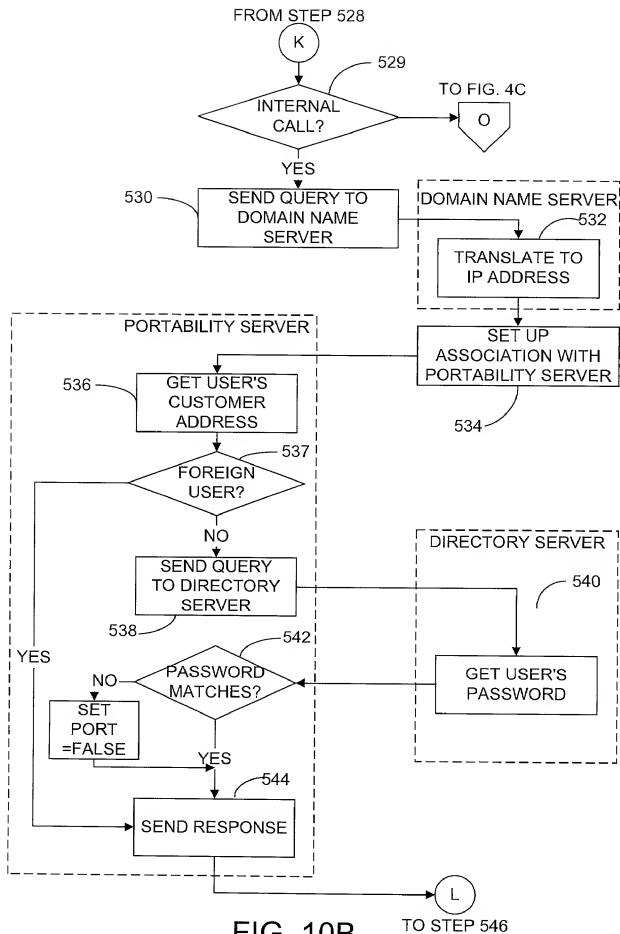 FROM STEP 528
K
529
TO FIG. 4C
INTERNAL
CALL?
O
YES
530
SEND QUERY TO
DOMAIN NAME
SERVER
DOMAIN NAME SERVER
532
TRANSLATE TO
IP ADDRESS
PORTABILITY SERVER
SET UP
ASSOCIATION WITH
PORTABILITY SERVER
534
536
GET USER'S
CUSTOMER
ADDRESS
537
FOREIGN
USER?
NO
DIRECTORY SERVER
SEND QUERY
TO DIRECTORY
SERVER
538
540
542
YES
NO
PASSWORD
MATCHES?
GET USER'S
PASSWORD
SET
PORT
=FALSE
YES
544
SEND RESPONSE
L
TO STEP 546
FIG. 10B